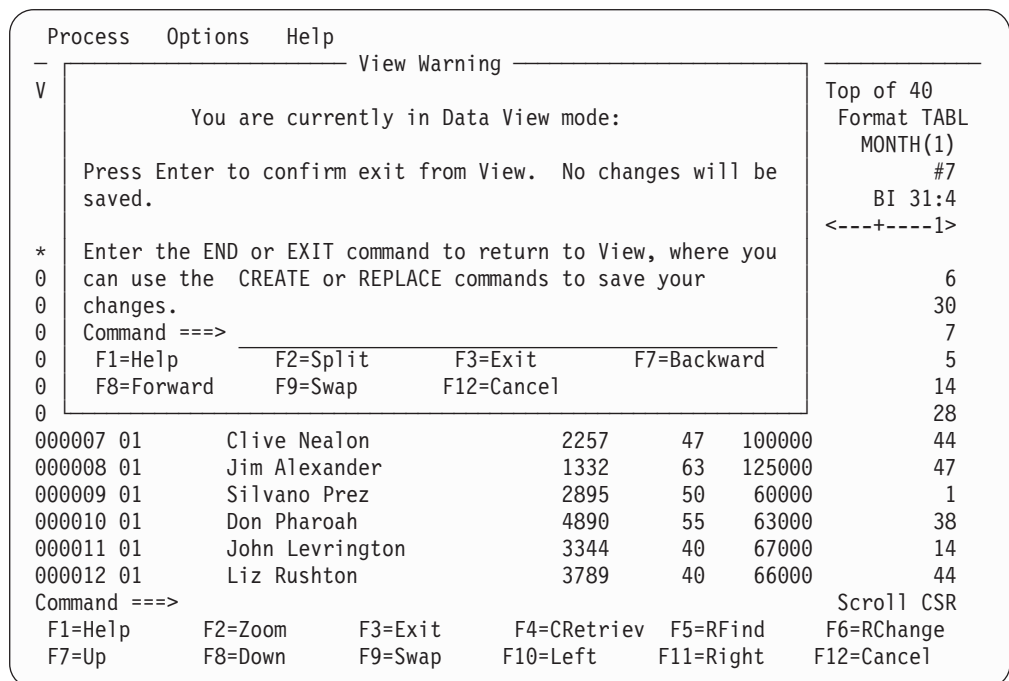 Process Options Help
View Warning
V Top of 40
You are currently in Data View mode: Format TABL
MONTH(1)
Press Enter to confirm exit from View. No changes will be #7
saved. BI 31:4
<---+----1>
* Enter the END or EXIT command to return to View, where you
0 can use the CREATE or REPLACE commands to save your 6
0 changes. 30
0 Command ===> 7
0 F1=Help F2=Split F3=Exit F7=Backward 5
0 F8=Forward F9=Swap F12=Cancel 14
0 28
000007 01 Clive Nealon 2257 47 100000 44
000008 01 Jim Alexander 1332 63 125000 47
000009 01 Silvano Prez 2895 50 60000 1
000010 01 Don Pharoah 4890 55 63000 38
000011 01 John Levrington 3344 40 67000 14
000012 01 Liz Rushton 3789 40 66000 44
Command ===> Scroll CSR
F1=Help F2=Zoom F3=Exit F4=CRetriev F5=RFind F6=RChange
F7=Up F8=Down F9=Swap F10=Left F11=Right F12=Cancel